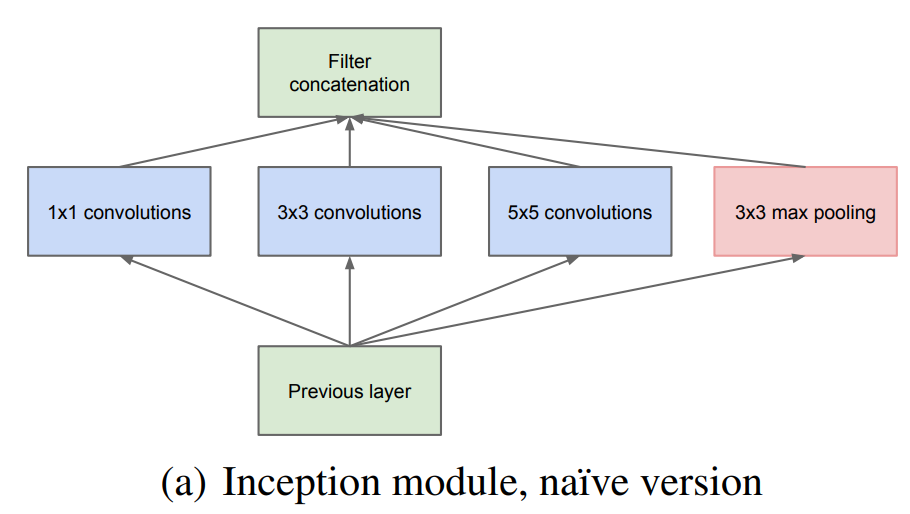 Filter
concatenation
1x1 convolutions
3x3 convolutions
5x5 convolutions
3x3 max pooling
Previous layer
(a) Inception module, naïve version